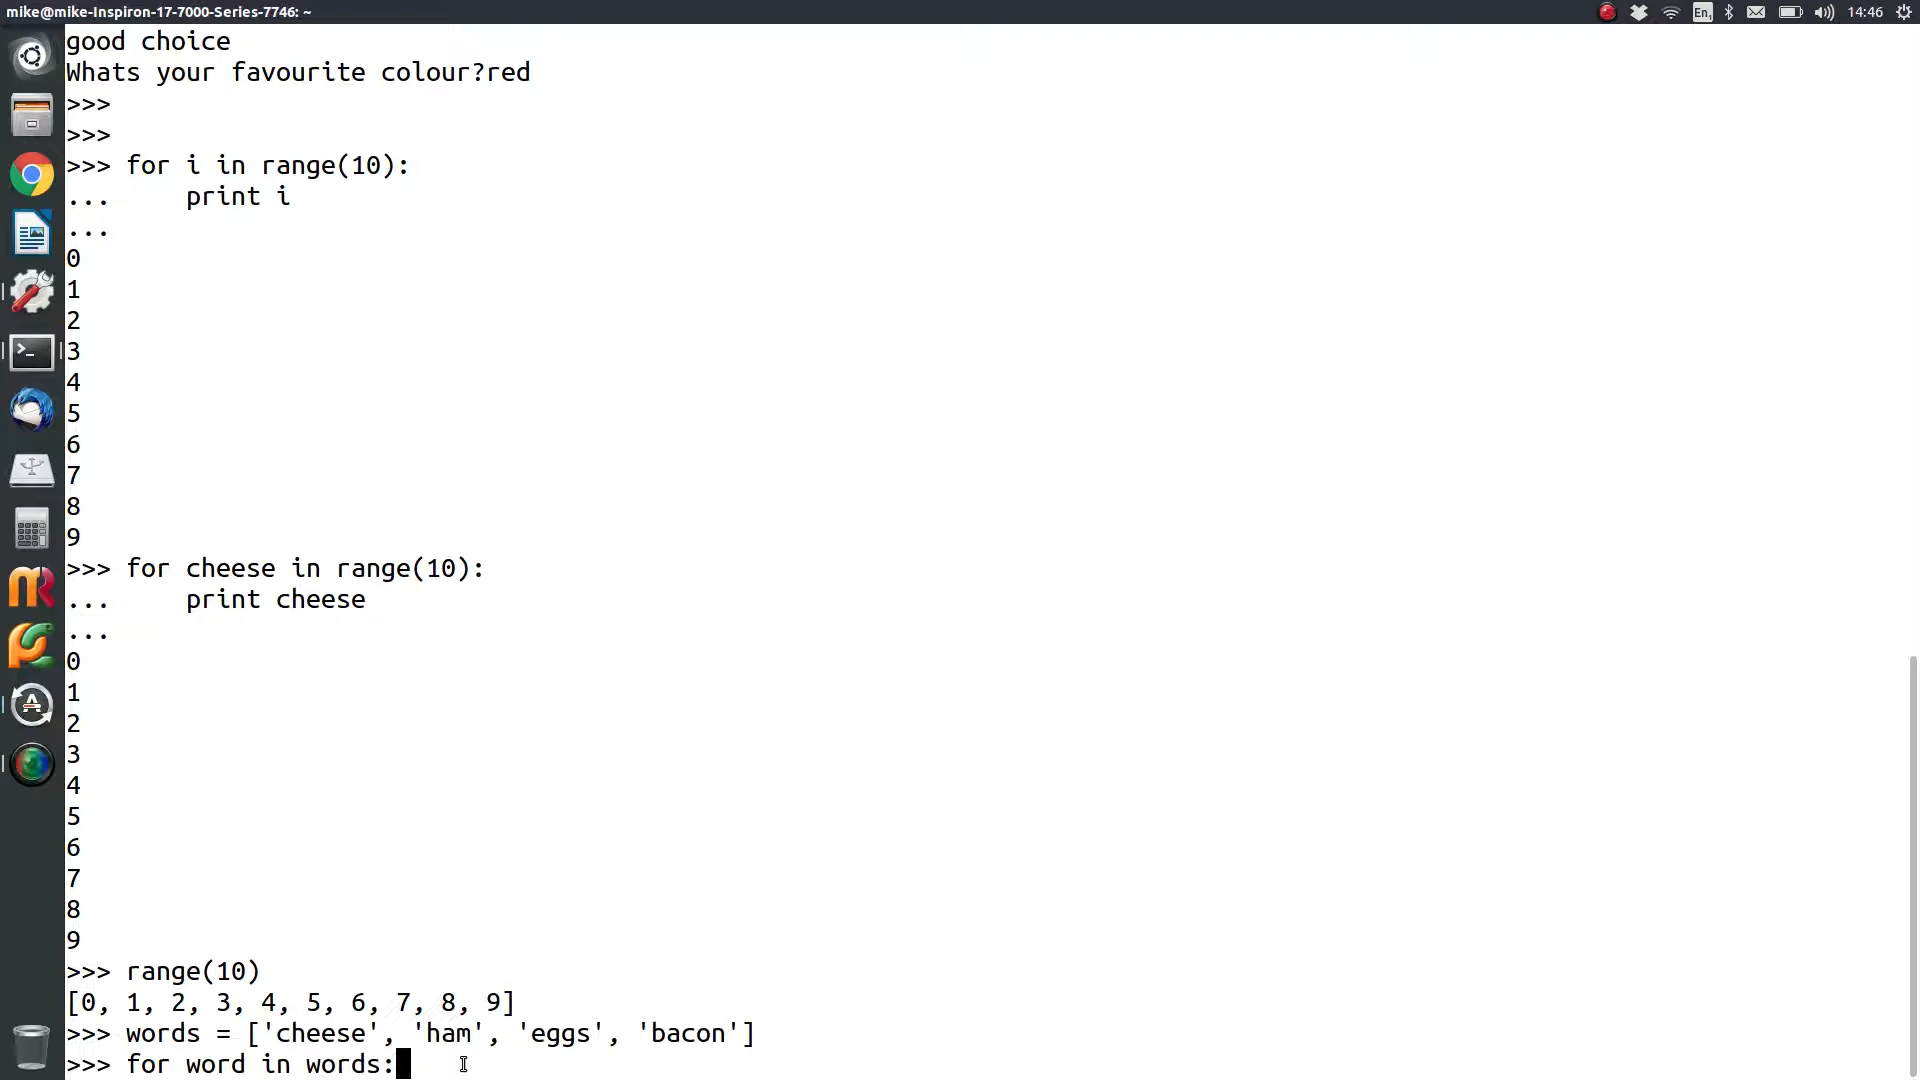 mike@mike-Inspiron-17-7000-Series-7746: ~
En1
14:46
good choice
Whats your favourite colour?red
>>>
>>>
>>> for i in range(10):
...     print i
...
0
1
2
3
4
5
6
7
8
9
>>> for cheese in range(10):
...     print cheese
...
0
1
2
3
4
5
6
7
8
9
>>> range(10)
[0, 1, 2, 3, 4, 5, 6, 7, 8, 9]
>>> words = ['cheese', 'ham', 'eggs', 'bacon']
>>> for word in words: